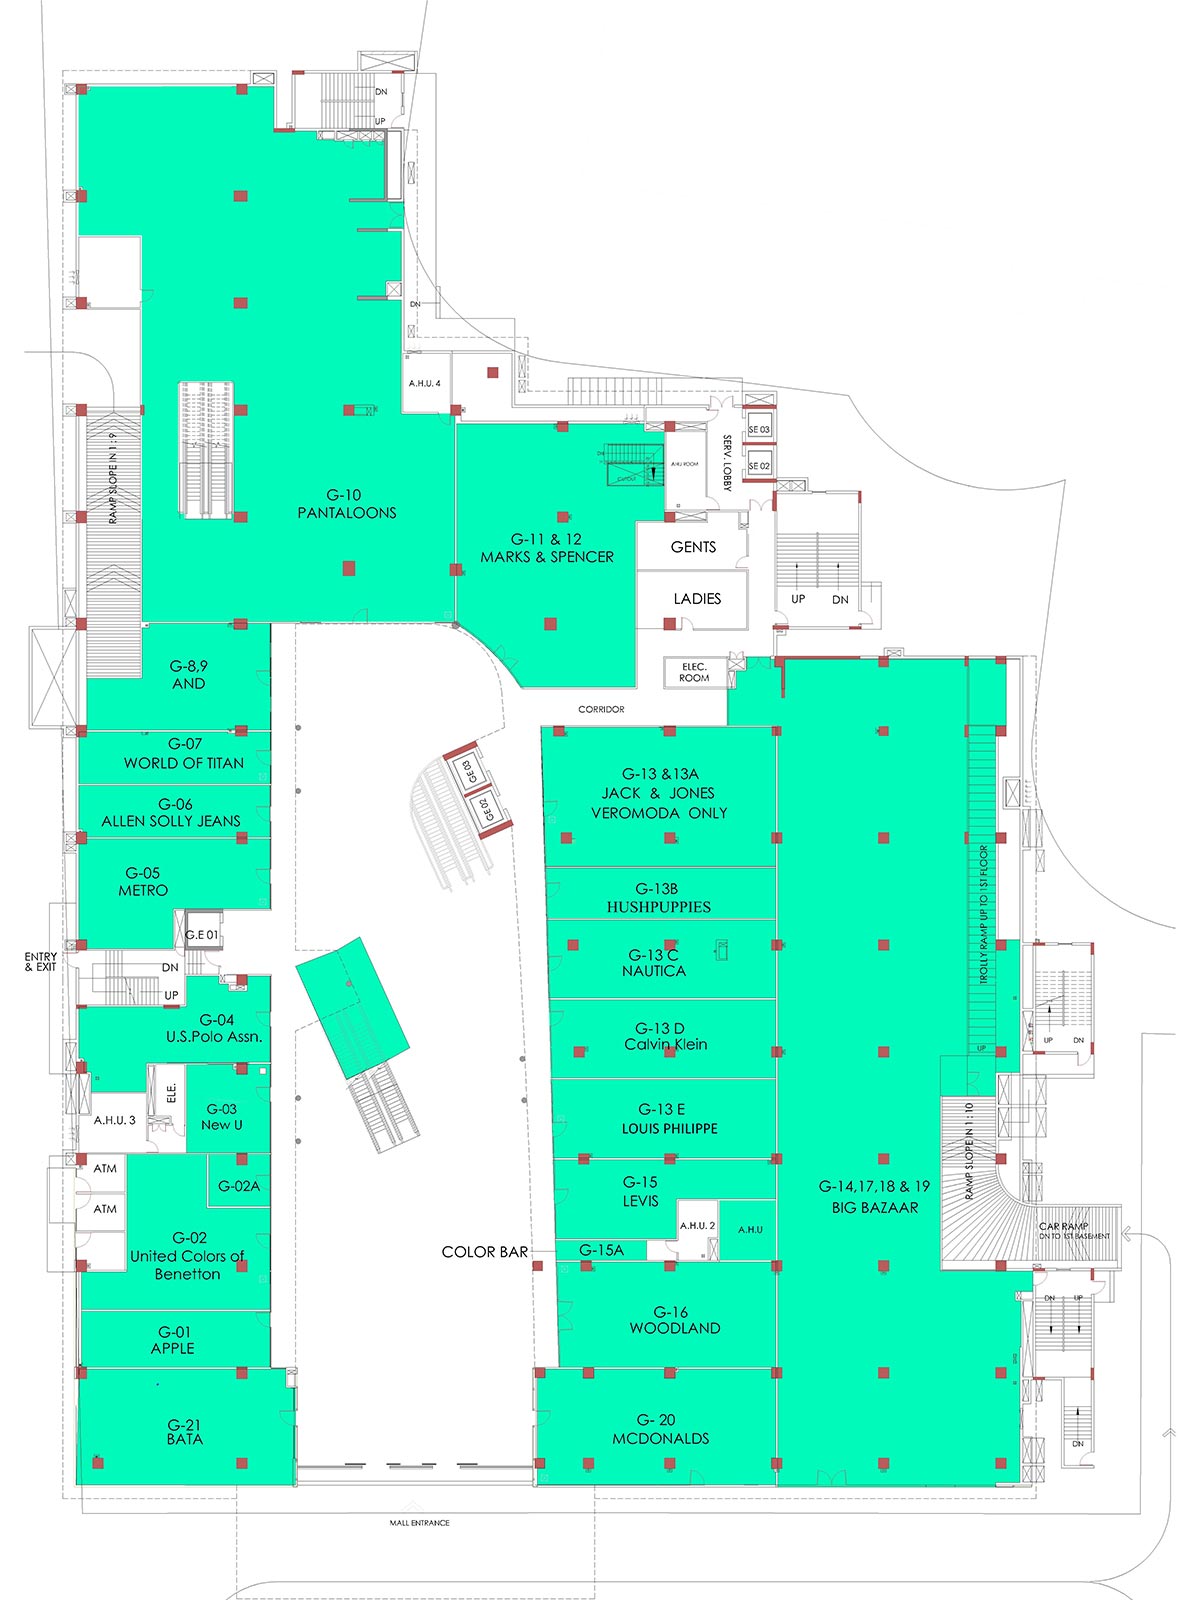 DN
UP
DN
A.H.U. 4
RAMP SLOPE IN 1 : 9
G-10
PANTALOONS
DN
CUTOUT
G-11 & 12
MARKS & SPENCER
AHU ROOM
SERV. LOBBY
SE 03
SE 02
GENTS
LADIES
UP
DN
ELEC.
ROOM
CORRIDOR
G-8,9
AND
G-07
WORLD OF TITAN
G-06
ALLEN SOLLY JEANS
G-05
METRO
G.E 01
ENTRY
& EXIT
DN
UP
GE 03
GE 02
G-13 &13A
JACK & JONES
VEROMODA ONLY
G-13B
HUSHPUPPIES
G-13 C
NAUTICA
G-13 D
Calvin Klein
G-13 E
LOUIS PHILIPPE
TROLLY RAMP UP TO 1ST FLOOR
UP
UP
DN
G-04
U.S.Polo Assn.
ELE.
G-03
New U
A.H.U. 3
ATM
ATM
G-02A
G-02
United Colors of
Benetton
G-01
APPLE
G-21
BATA
G-15
LEVIS
A.H.U. 2
A.H.U
COLOR BAR
G-15A
G-16
WOODLAND
G- 20
MCDONALDS
G-14,17,18 & 19
BIG BAZAAR
RAMP SLOPE IN 1 : 10
CAR RAMP
DN TO 1ST BASEMENT
DN
UP
DN
MALL ENTRANCE